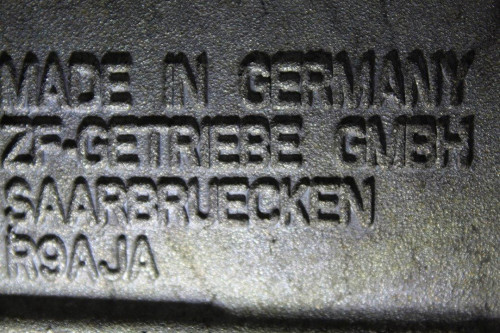 MADE IN GERMANY
ZF-GETRIEBE GMBH
SAARBRUECKEN
R9AJA